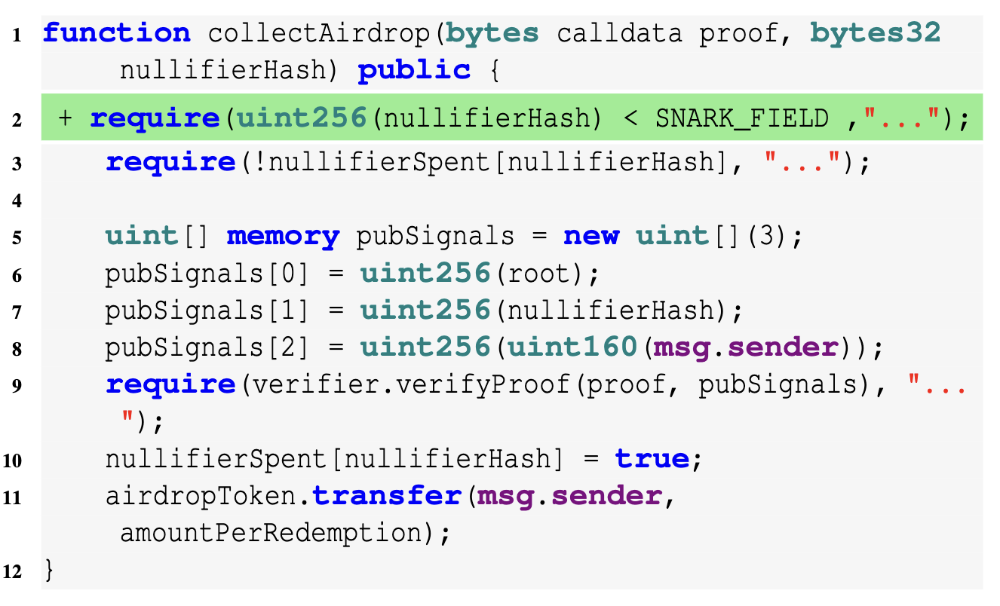 1 function collectAirdrop(bytes calldata proof, bytes32
nullifierHash) public {
2 + require(uint256(nullifierHash) < SNARK_FIELD ,"...");
3 require(!nullifierSpent[nullifierHash], "...");
4
5 uint[] memory pubSignals = new uint[](3);
6 pubSignals[0] = uint256(root);
7 pubSignals[1] = uint256(nullifierHash);
8 pubSignals[2] = uint256(uint160(msg.sender));
9 require(verifier.verifyProof(proof, pubSignals), "...
");
10 nullifierSpent[nullifierHash] = true;
11 airdropToken.transfer(msg.sender,
amountPerRedemption);
12 }